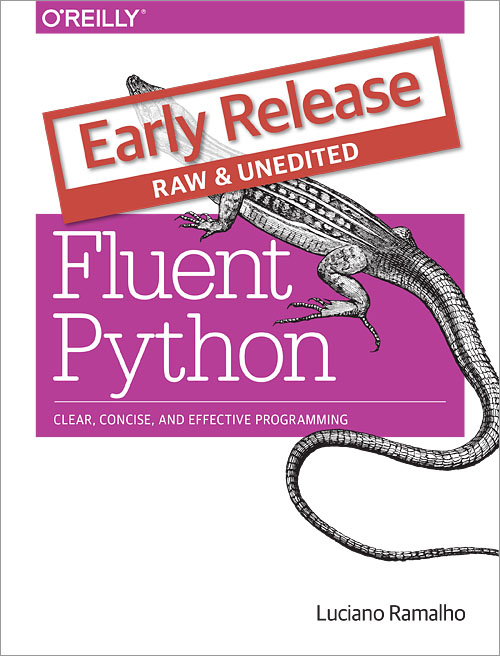 O'REILLY®
Early Release
RAW & UNEDITED
Fluent
Python
CLEAR, CONCISE, AND EFFECTIVE PROGRAMMING
Luciano Ramalho